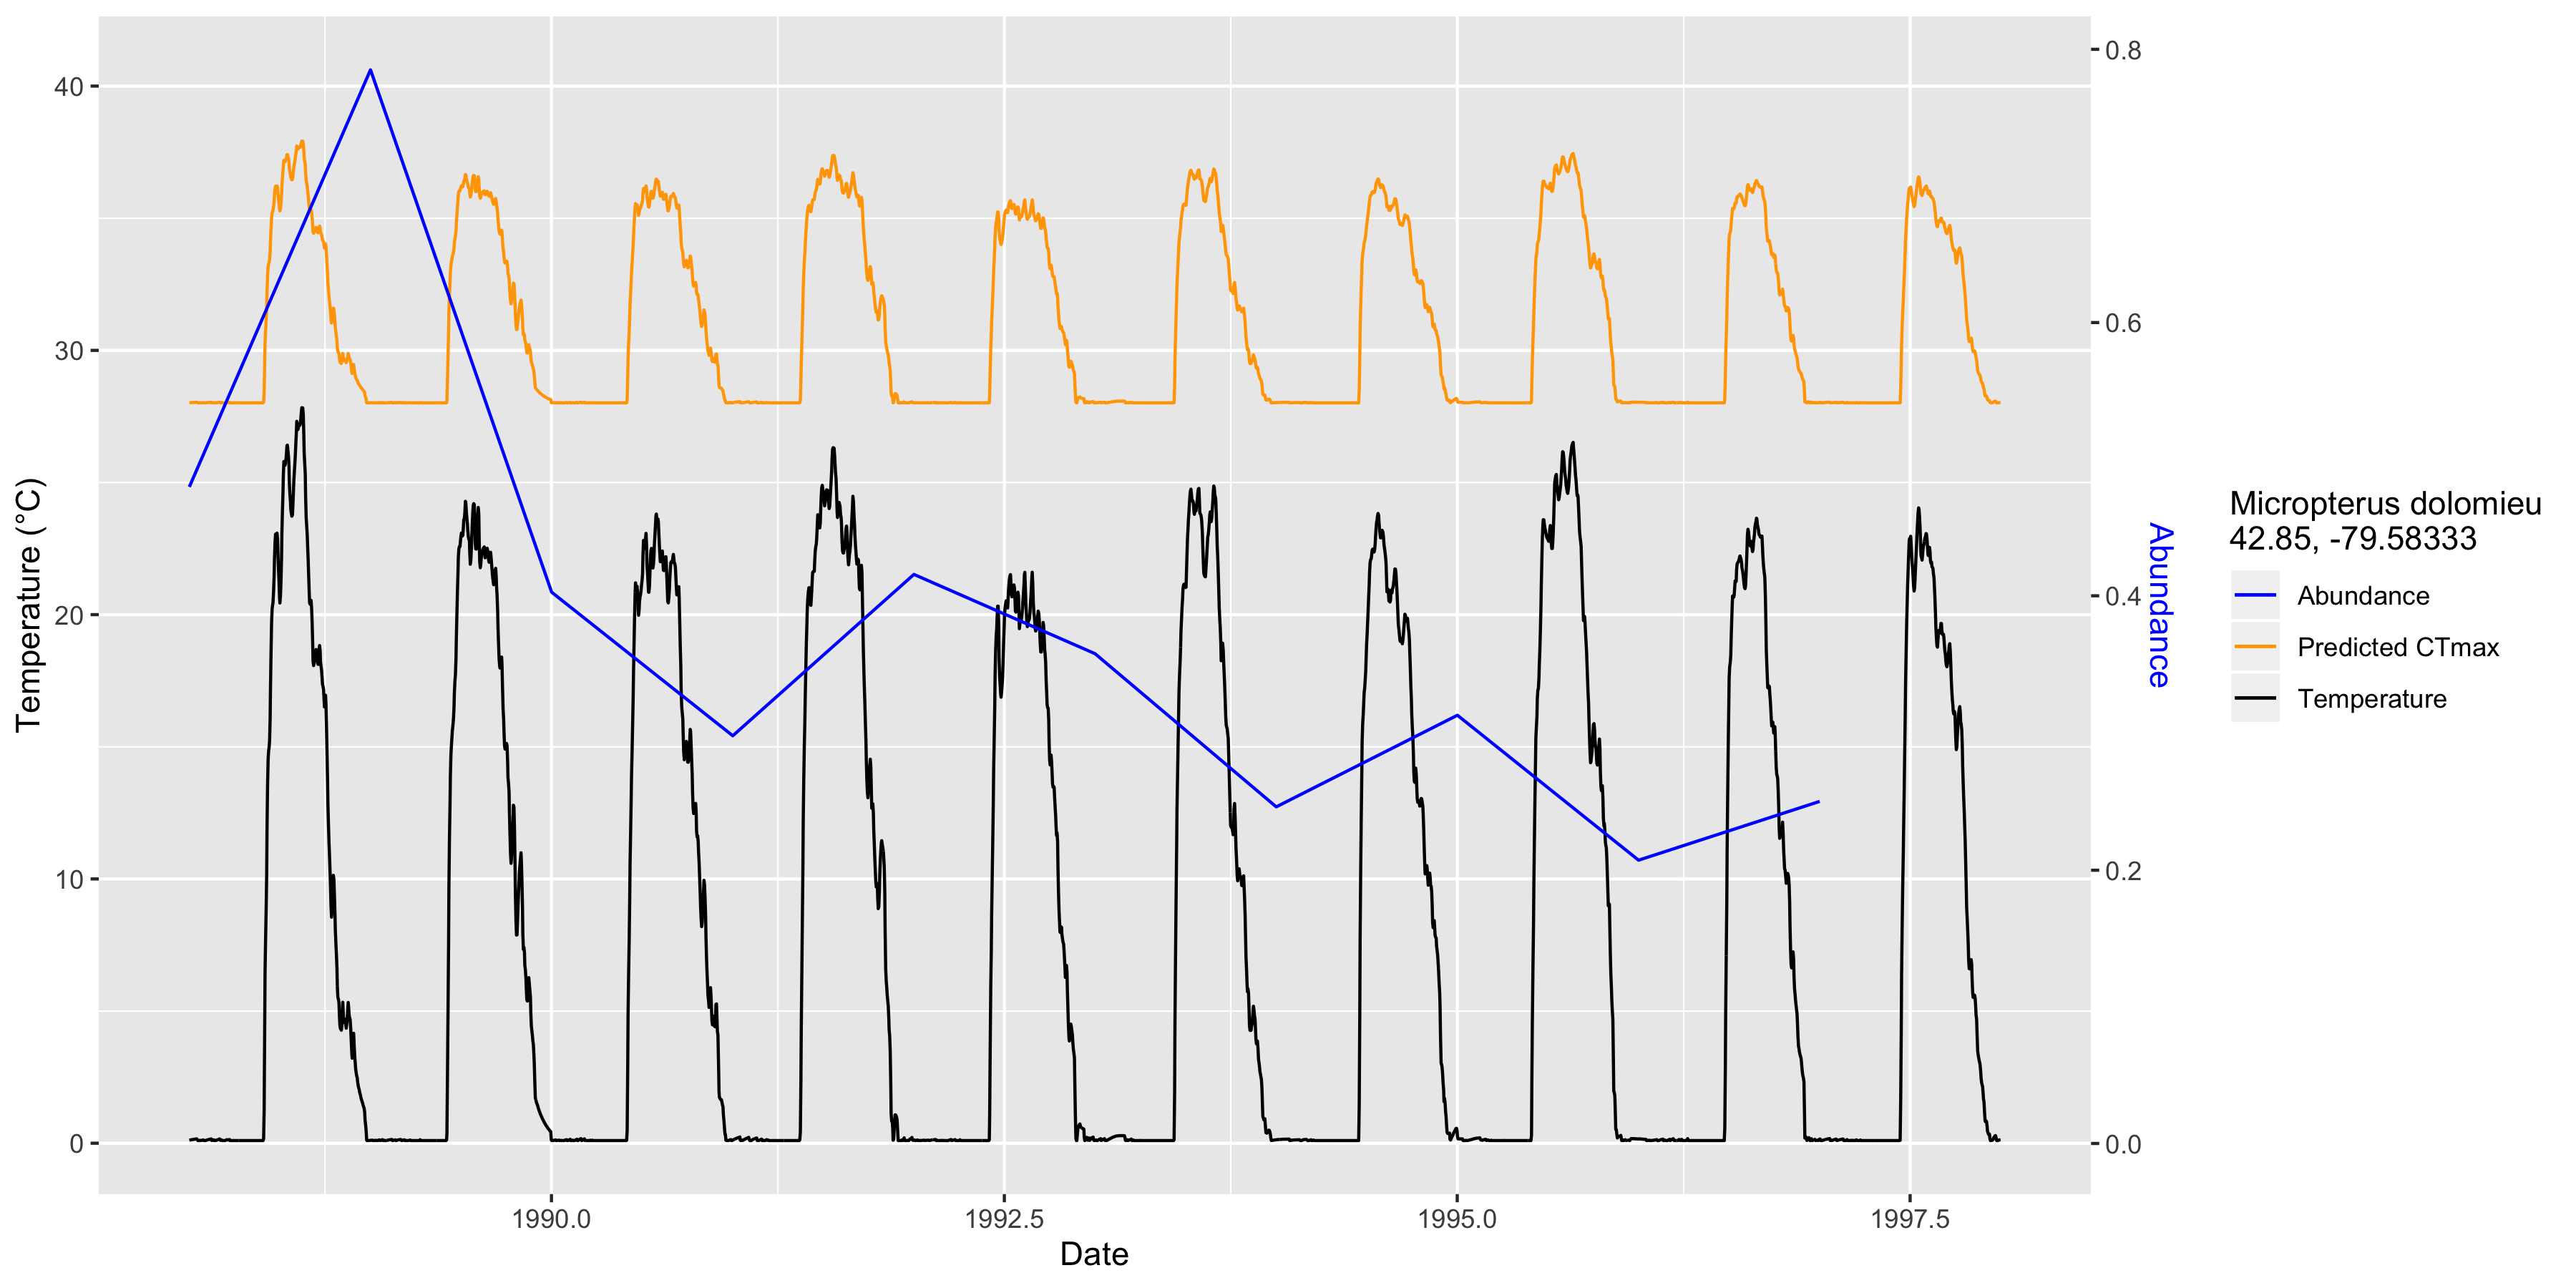 40
30
20
10
0
Temperature (°C)
0.8
0.6
0.4
0.2
0.0
Abundance
1990.0
1992.5
1995.0
1997.5
Date
Micropterus dolomieu
42.85, -79.58333
Abundance
Predicted CTmax
Temperature